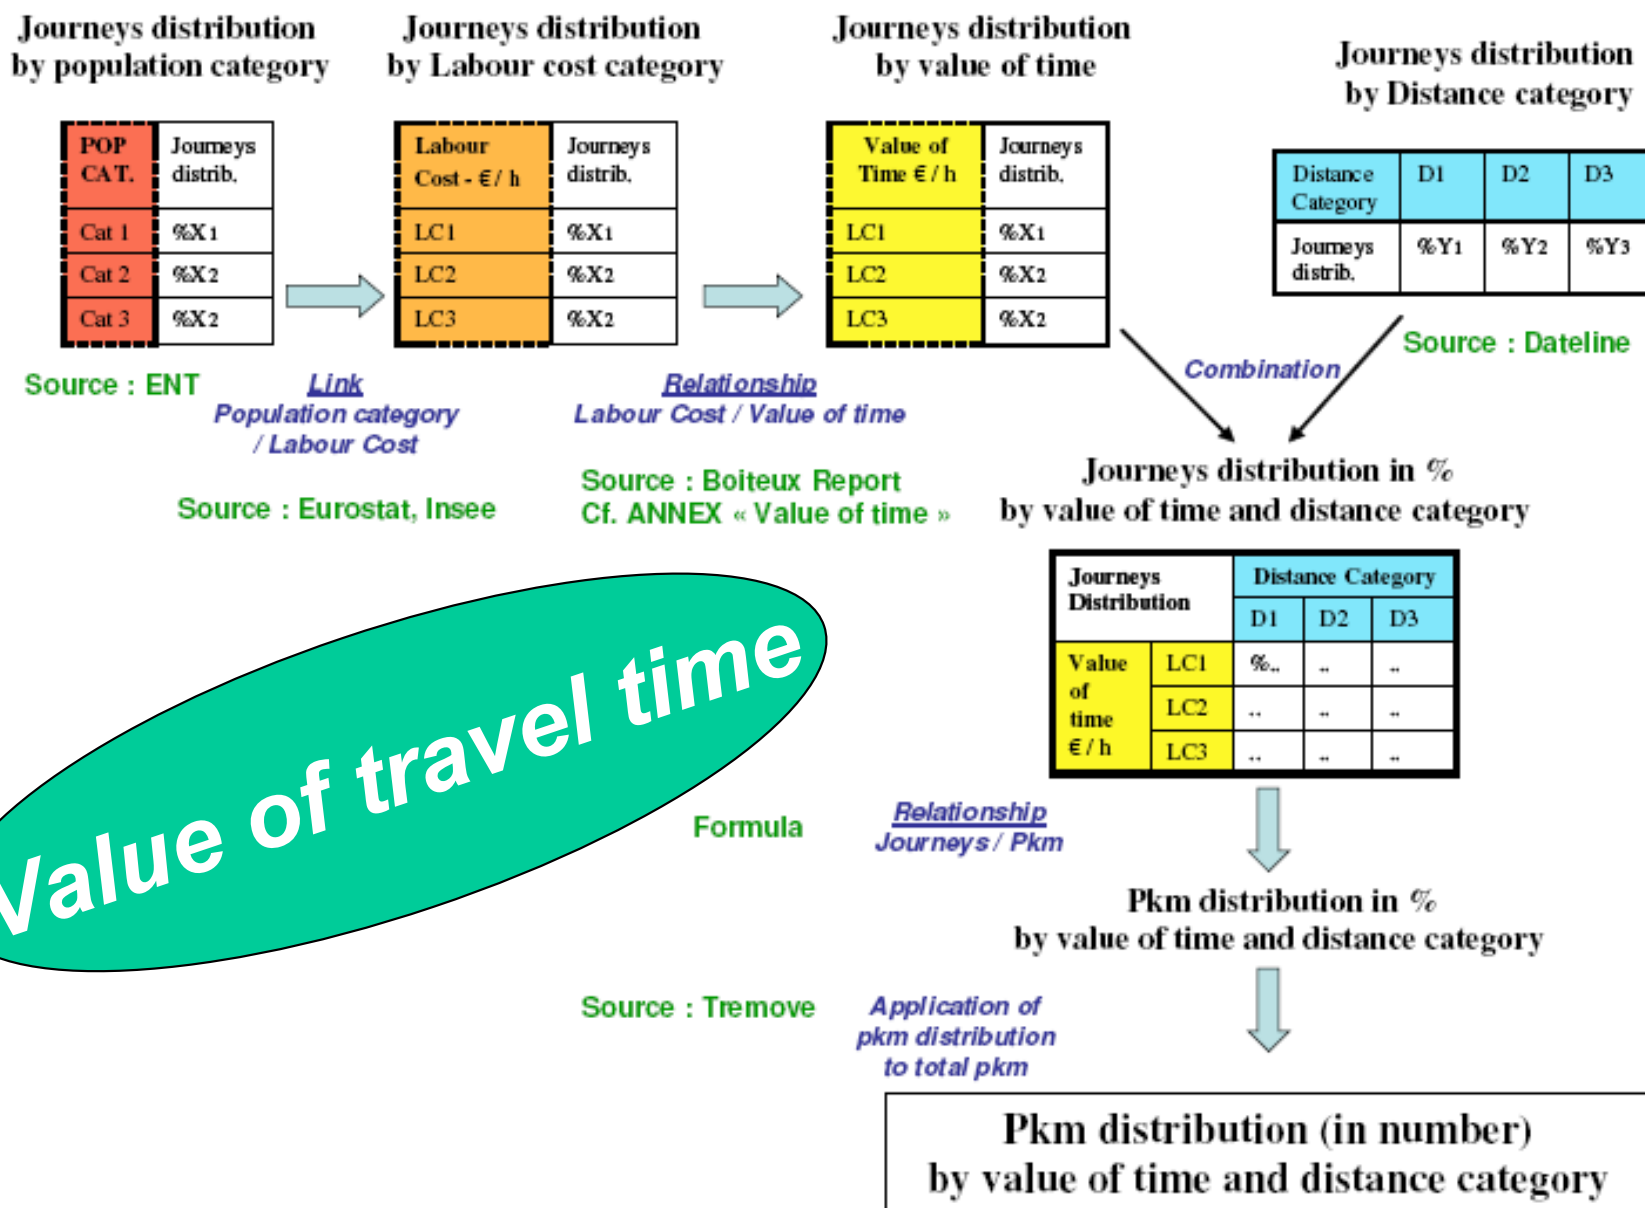 Journeys distribution
by population category
Journeys distribution
by Labour cost category
Journeys distribution
by value of time
Journeys distribution
by Distance category
POP CAT. Journeys distrib.
Cat 1 %X1
Cat 2 %X2
Cat 3 %X2
Labour Cost - €/ h Journeys distrib.
LC1 %X1
LC2 %X2
LC3 %X2
Value of Time €/ h Journeys distrib.
LC1 %X1
LC2 %X2
LC3 %X2
Distance Category D1 D2 D3
Journeys distrib. %Y1 %Y2 %Y3
Source : ENT
Link
Population category
/ Labour Cost
Source : Eurostat, Insee
Relationship
Labour Cost / Value of time
Source : Boiteux Report
Cf. ANNEX « Value of time »
Combination
Source : Dateline
Journeys distribution in %
by value of time and distance category
Journeys Distribution Distance Category
D1 D2 D3
Value of time €/ h
LC1 %.. .. ..
LC2 .. .. ..
LC3 .. .. ..
Value of travel time
Formula
Relationship
Journeys / Pkm
Pkm distribution in %
by value of time and distance category
Source : Tremove
Application of
pkm distribution
to total pkm
Pkm distribution (in number)
by value of time and distance category